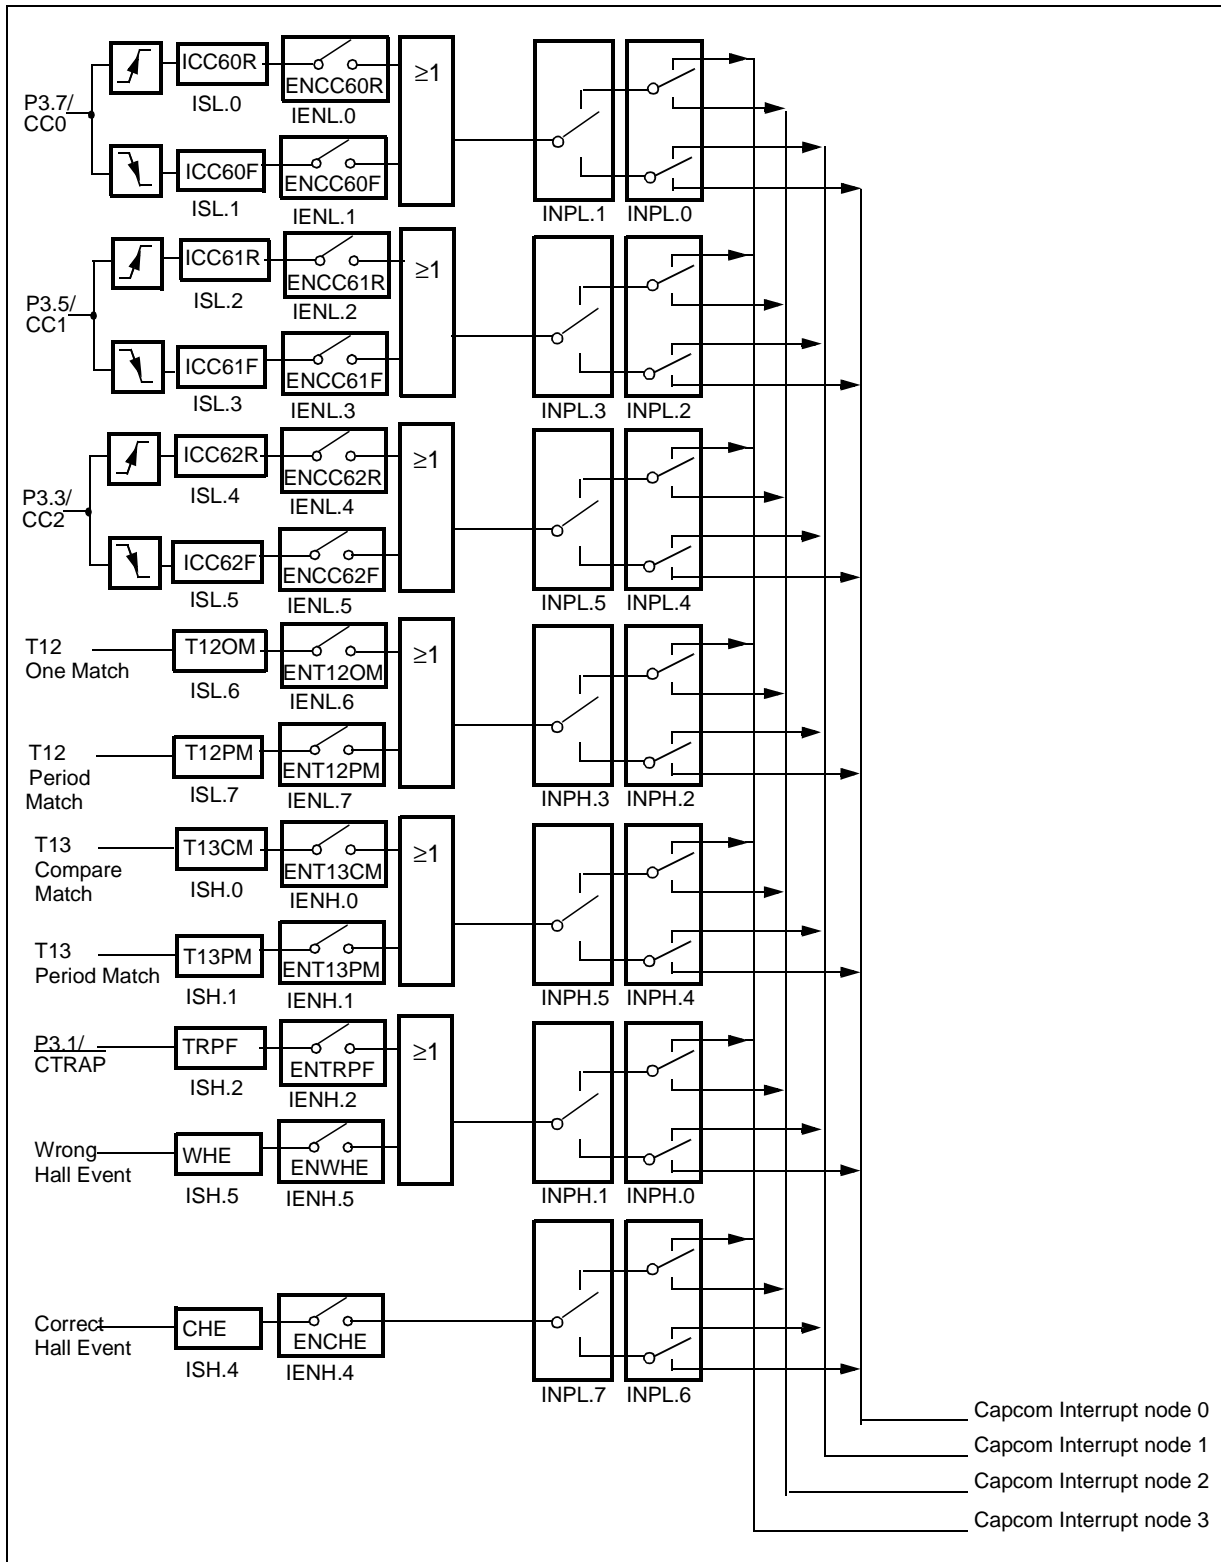 ICC60R
ENCC60R
≥1
ISL.0
IENL.0
P3.7/
CC0
ICC60F
ENCC60F
ISL.1
IENL.1
INPL.1
INPL.0
ICC61R
ENCC61R
≥1
ISL.2
IENL.2
P3.5/
CC1
ICC61F
ENCC61F
ISL.3
IENL.3
INPL.3
INPL.2
ICC62R
ENCC62R
≥1
ISL.4
IENL.4
P3.3/
CC2
ICC62F
ENCC62F
ISL.5
IENL.5
INPL.5
INPL.4
T12
One Match
T12OM
ENT12OM
≥1
ISL.6
IENL.6
T12
Period
Match
T12PM
ENT12PM
ISL.7
IENL.7
INPH.3
INPH.2
T13
Compare
Match
T13CM
ENT13CM
≥1
ISH.0
IENH.0
T13
Period Match
T13PM
ENT13PM
ISH.1
IENH.1
INPH.5
INPH.4
P3.1/
CTRAP
TRPF
ENTRPF
≥1
ISH.2
IENH.2
Wrong
Hall Event
WHE
ENWHE
ISH.5
IENH.5
INPH.1
INPH.0
Correct
Hall Event
CHE
ENCHE
ISH.4
IENH.4
INPL.7
INPL.6
Capcom Interrupt node 0
Capcom Interrupt node 1
Capcom Interrupt node 2
Capcom Interrupt node 3